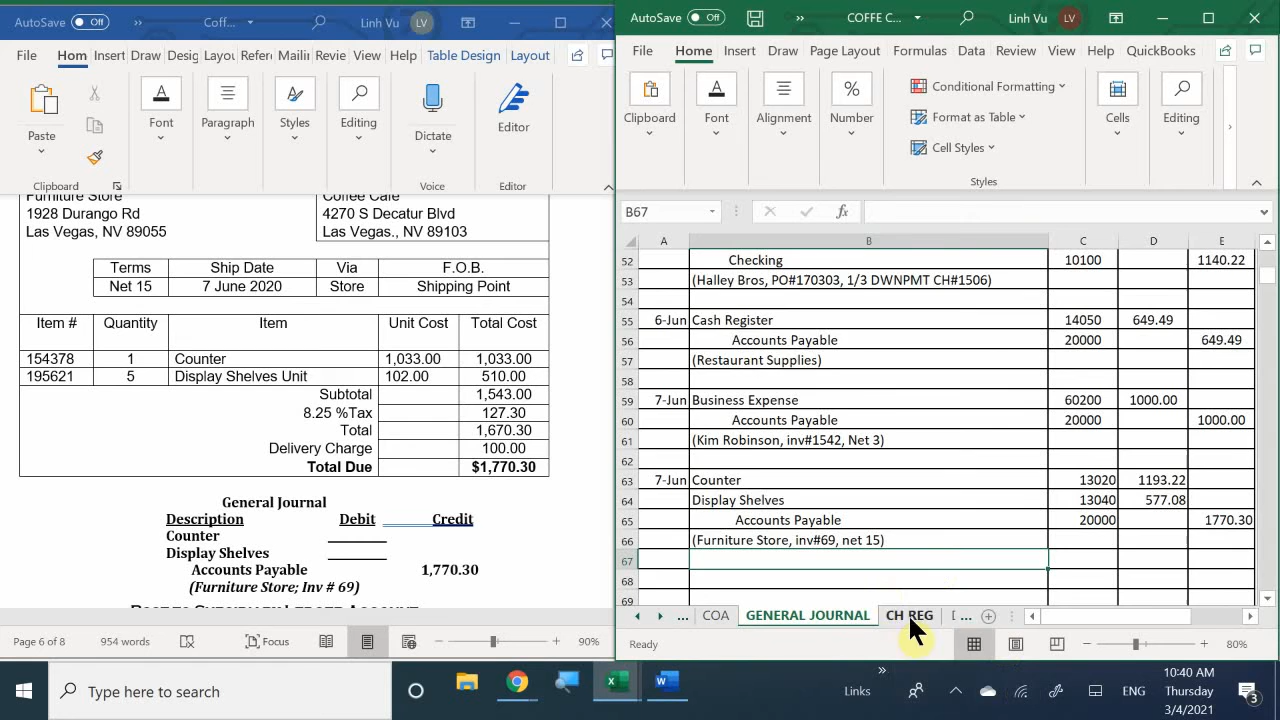 AutoSave Off
Coff...
Linh Vu LV
File Hom Insert Draw Desig Layou Refere Mailin Revie View Help Table Design Layout
Paste
Font
Paragraph
Styles
Editing
Dictate
Editor
Clipboard
Voice
Editor
Furniture Store
Coffee Cafe
1928 Durango Rd
4270 S Decatur Blvd
Las Vegas, NV 89055
Las Vegas., NV 89103
Terms Ship Date Via F.O.B.
Net 15 7 June 2020 Store Shipping Point
Item # Quantity Item Unit Cost Total Cost
154378 1 Counter 1,033.00 1,033.00
195621 5 Display Shelves Unit 102.00 510.00
Subtotal 1,543.00
8.25 %Tax 127.30
Total 1,670.30
Delivery Charge 100.00
Total Due $1,770.30
General Journal
Description Debit Credit
Counter
Display Shelves
Accounts Payable 1,770.30
(Furniture Store; Inv # 69)
Page 6 of 8 954 words Focus 90%
AutoSave Off
COFFE C...
Linh Vu LV
File Home Insert Draw Page Layout Formulas Data Review View Help QuickBooks
Clipboard
Font
Alignment
Number
Conditional Formatting
Format as Table
Cell Styles
Styles
Cells
Editing
B67 fx
A B C D E
52 Checking 10100 1140.22
53 (Halley Bros, PO#170303, 1/3 DWNPMT CH#1506)
54
55 6-Jun Cash Register 14050 649.49
56 Accounts Payable 20000 649.49
57 (Restaurant Supplies)
58
59 7-Jun Business Expense 60200 1000.00
60 Accounts Payable 20000 1000.00
61 (Kim Robinson, inv#1542, Net 3)
62
63 7-Jun Counter 13020 1193.22
64 Display Shelves 13040 577.08
65 Accounts Payable 20000 1770.30
66 (Furniture Store, inv#69, net 15)
67
68
69
... COA GENERAL JOURNAL CH REG ...
Ready 80%
Type here to search
Links
ENG
10:40 AM
Thursday
3/4/2021
3